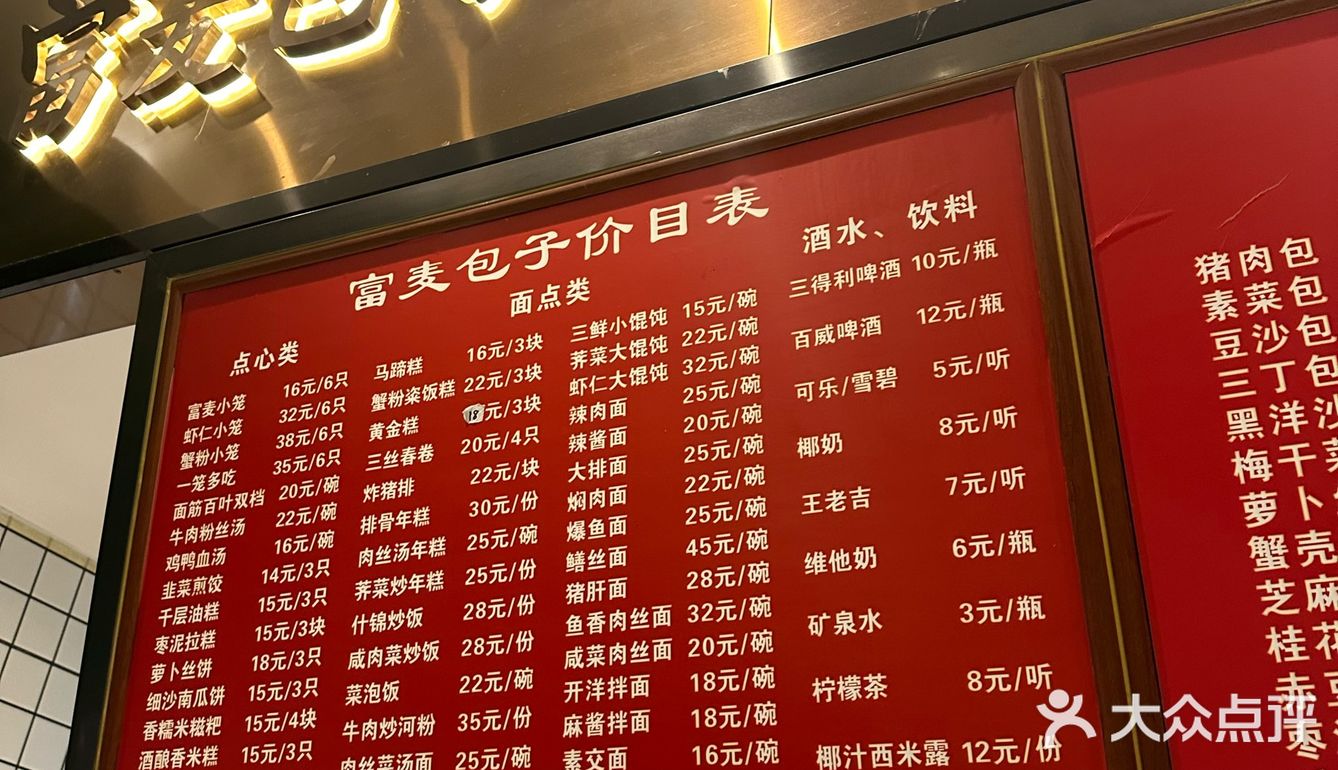 富麦包
富麦包子价目表
点心类
富麦小笼 16元/6只
虾仁小笼 32元/6只
蟹粉小笼 38元/6只
一笼多吃 35元/6只
面筋百叶双档 20元/碗
牛肉粉丝汤 22元/碗
鸡鸭血汤 16元/碗
韭菜煎饺 14元/3只
千层油糕 15元/3只
枣泥拉糕 15元/3块
萝卜丝饼 18元/3只
细沙南瓜饼 15元/3只
香糯米糍粑 15元/4块
酒酿香米糕 15元/3只
面点类
马蹄糕 16元/3块
蟹粉粢饭糕 22元/3块
黄金糕 18元/3块
三丝春卷 20元/4只
炸猪排 22元/块
排骨年糕 30元/份
肉丝汤年糕 25元/碗
荠菜炒年糕 25元/份
什锦炒饭 28元/份
咸肉菜炒饭 28元/份
菜泡饭 22元/碗
牛肉炒河粉 35元/份
肉丝菜汤面 25元/碗
三鲜小馄饨 15元/碗
荠菜大馄饨 22元/碗
虾仁大馄饨 32元/碗
辣肉面 25元/碗
辣酱面 20元/碗
大排面 25元/碗
焖肉面 22元/碗
爆鱼面 25元/碗
鳝丝面 45元/碗
猪肝面 28元/碗
鱼香肉丝面 32元/碗
咸菜肉丝面 20元/碗
开洋拌面 18元/碗
麻酱拌面 18元/碗
素交面 16元/碗
酒水、饮料
三得利啤酒 10元/瓶
百威啤酒 12元/瓶
可乐/雪碧 5元/听
椰奶 8元/听
王老吉 7元/听
维他奶 6元/瓶
矿泉水 3元/瓶
柠檬茶 8元/听
椰汁西米露 12元/份
猪肉包
素菜包
豆沙包
三丁包
黑洋沙
梅干菜
萝卜
蟹壳
芝麻
桂花
赤豆
枣
大众点评